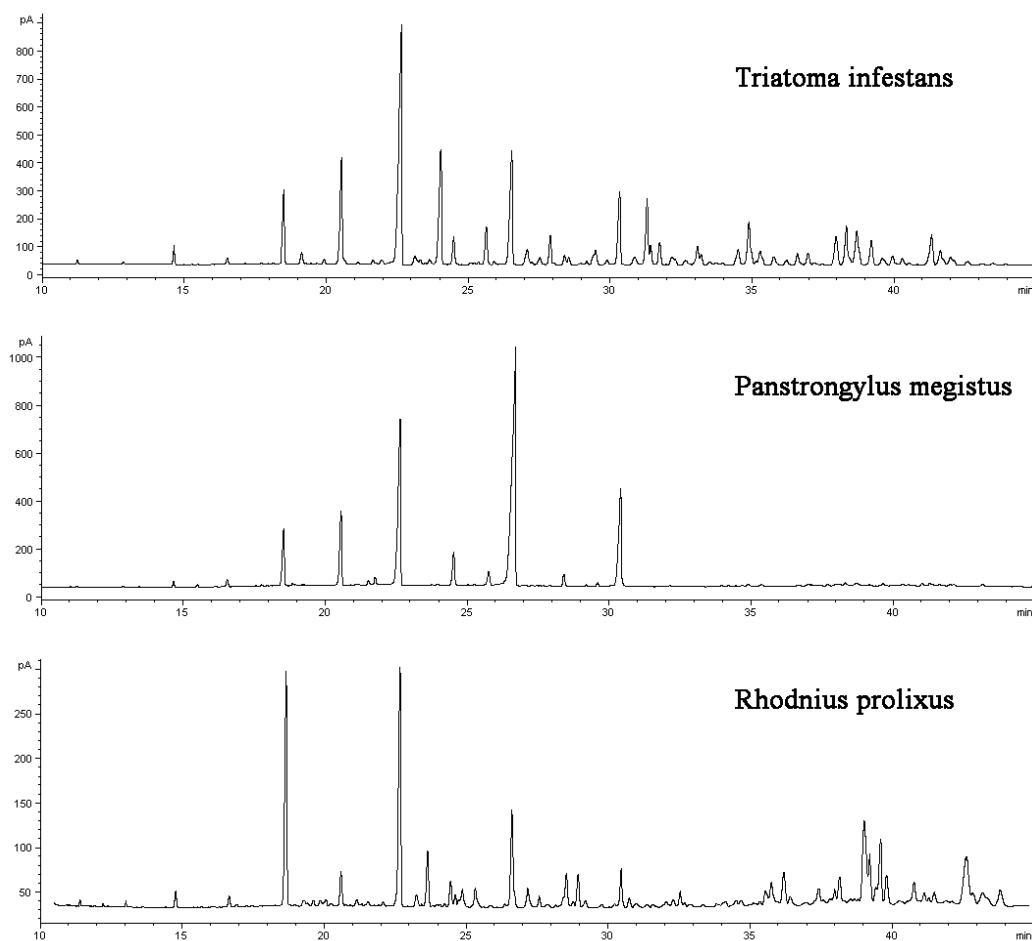 pA
800
700
600
500
400
300
200
100
0
Triatoma infestans
10 15 20 25 30 35 40 min
pA
1000
800
600
400
200
0
Panstrongylus megistus
10 15 20 25 30 35 40 min
pA
250
200
150
100
50
Rhodnius prolixus
10 15 20 25 30 35 40 min